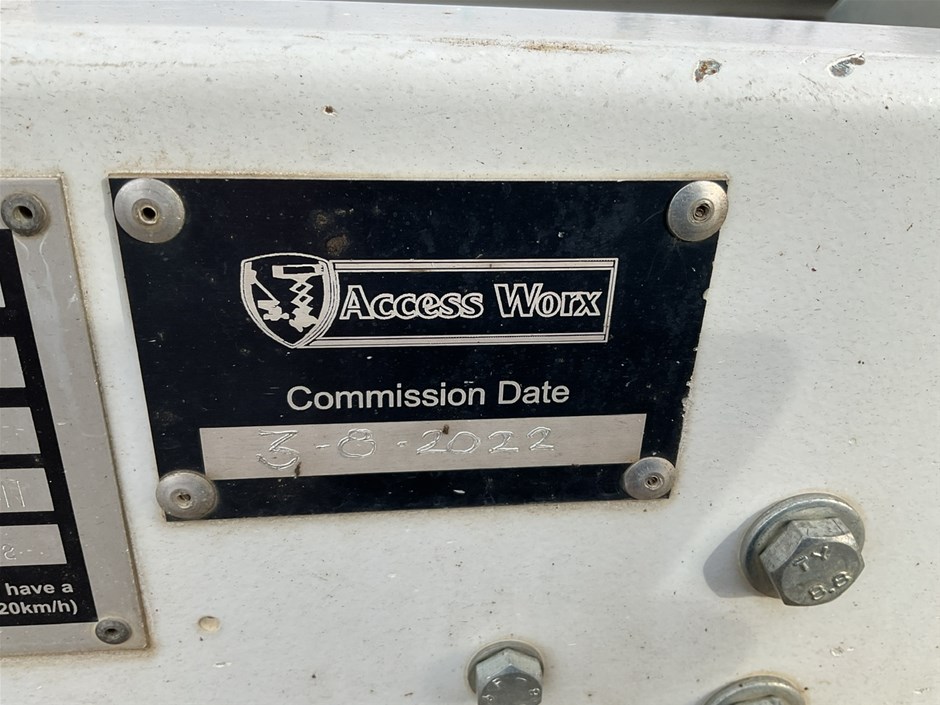 Access Worx
Commission Date
3-8-2022
have a
20km/h)
TY
8.8